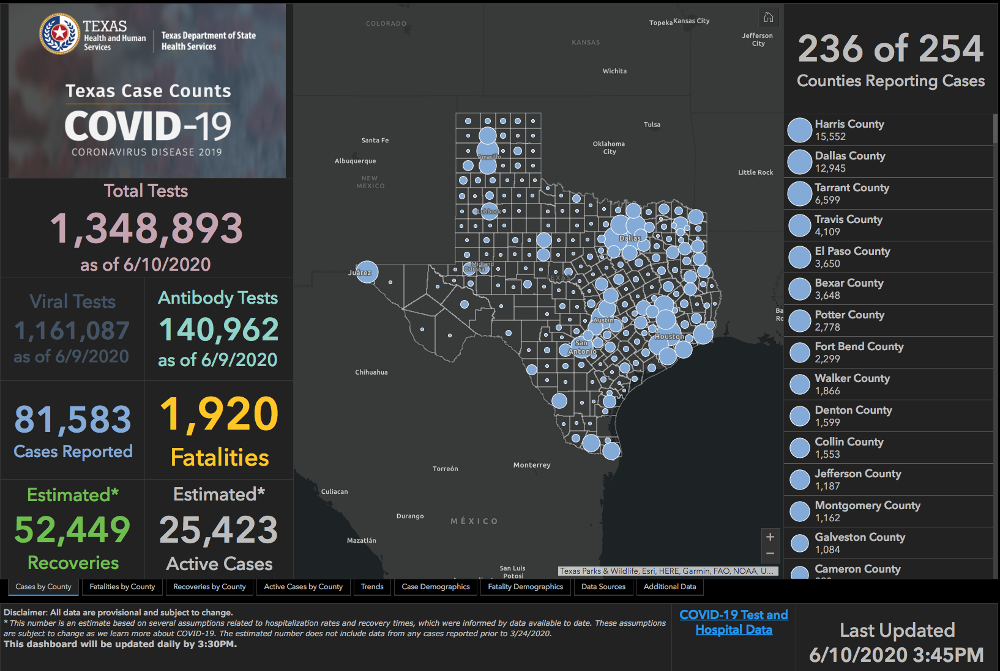 TEXAS
Health and Human
Services
Texas Department of State
Health Services
Texas Case Counts
COVID-19
CORONAVIRUS DISEASE 2019
Total Tests
1,348,893
as of 6/10/2020
Viral Tests
1,161,087
as of 6/9/2020
Antibody Tests
140,962
as of 6/9/2020
81,583
Cases Reported
1,920
Fatalities
Estimated*
52,449
Recoveries
Estimated*
25,423
Active Cases
COLORADO
Topeka
Kansas City
Jefferson
City
KANSAS
Wichita
Tulsa
Santa Fe
Oklahoma
City
Albuquerque
Amarillo
Little Rock
NEW
MEXICO
Lubbock
Dallas
Midland
Odessa
Juárez
TEXAS
Ba
Ro
Austin
Houston
San
Antonio
Chihuahua
Torreón
Monterrey
Culiacan
Durango
MÉXICO
Mazatlán
San Luis
Potosi
+
−
Texas Parks & Wildlife, Esri, HERE, Garmin, FAO, NOAA, U...
236 of 254
Counties Reporting Cases
Harris County
15,552
Dallas County
12,945
Tarrant County
6,599
Travis County
4,109
El Paso County
3,650
Bexar County
3,648
Potter County
2,778
Fort Bend County
2,299
Walker County
1,866
Denton County
1,599
Collin County
1,553
Jefferson County
1,187
Montgomery County
1,162
Galveston County
1,084
Cameron County
Cases by County
Fatalities by County
Recoveries by County
Active Cases by County
Trends
Case Demographics
Fatality Demographics
Data Sources
Additional Data
Disclaimer: All data are provisional and subject to change.
* This number is an estimate based on several assumptions related to hospitalization rates and recovery times, which were informed by data available to date. These assumptions
are subject to change as we learn more about COVID-19. The estimated number does not include data from any cases reported prior to 3/24/2020.
This dashboard will be updated daily by 3:30PM.
COVID-19 Test and
Hospital Data
Last Updated
6/10/2020 3:45PM